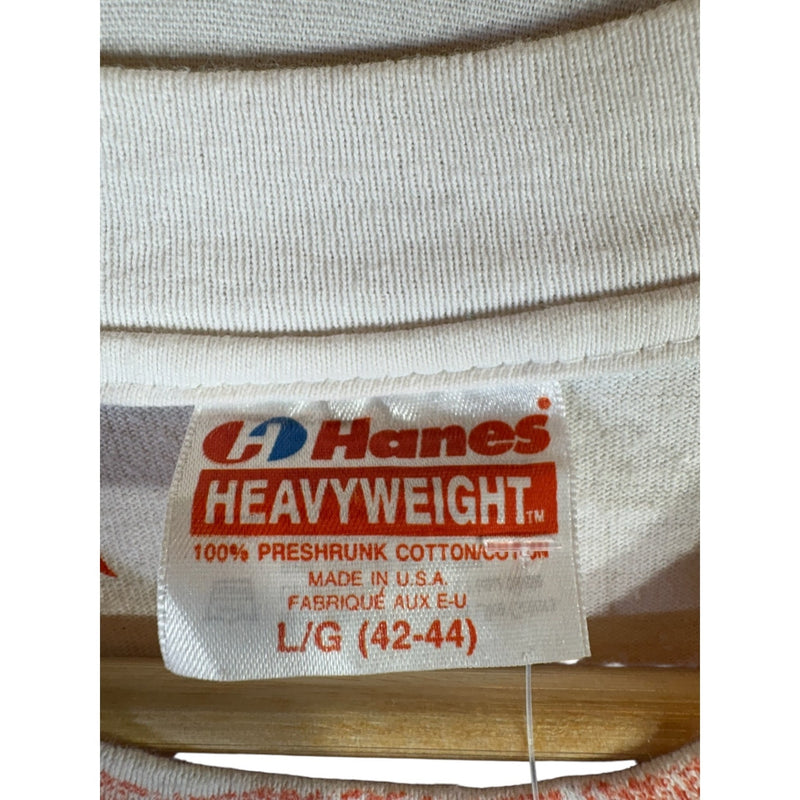 Hanes
HEAVYWEIGHT™
100% PRESHRUNK COTTON/COTON
MADE IN U.S.A.
FABRIQUÉ AUX E-U
L/G (42-44)